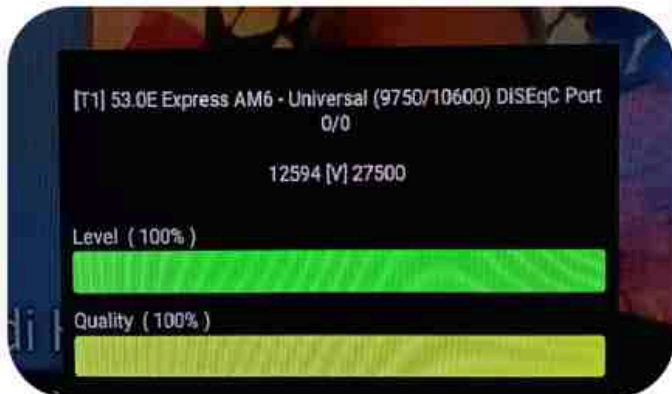 [T1] 53.0E Express AM6 - Universal (9750/10600) DiSEqC Port
0/0
12594 [V] 27500
Level ( 100% )
Quality ( 100% )